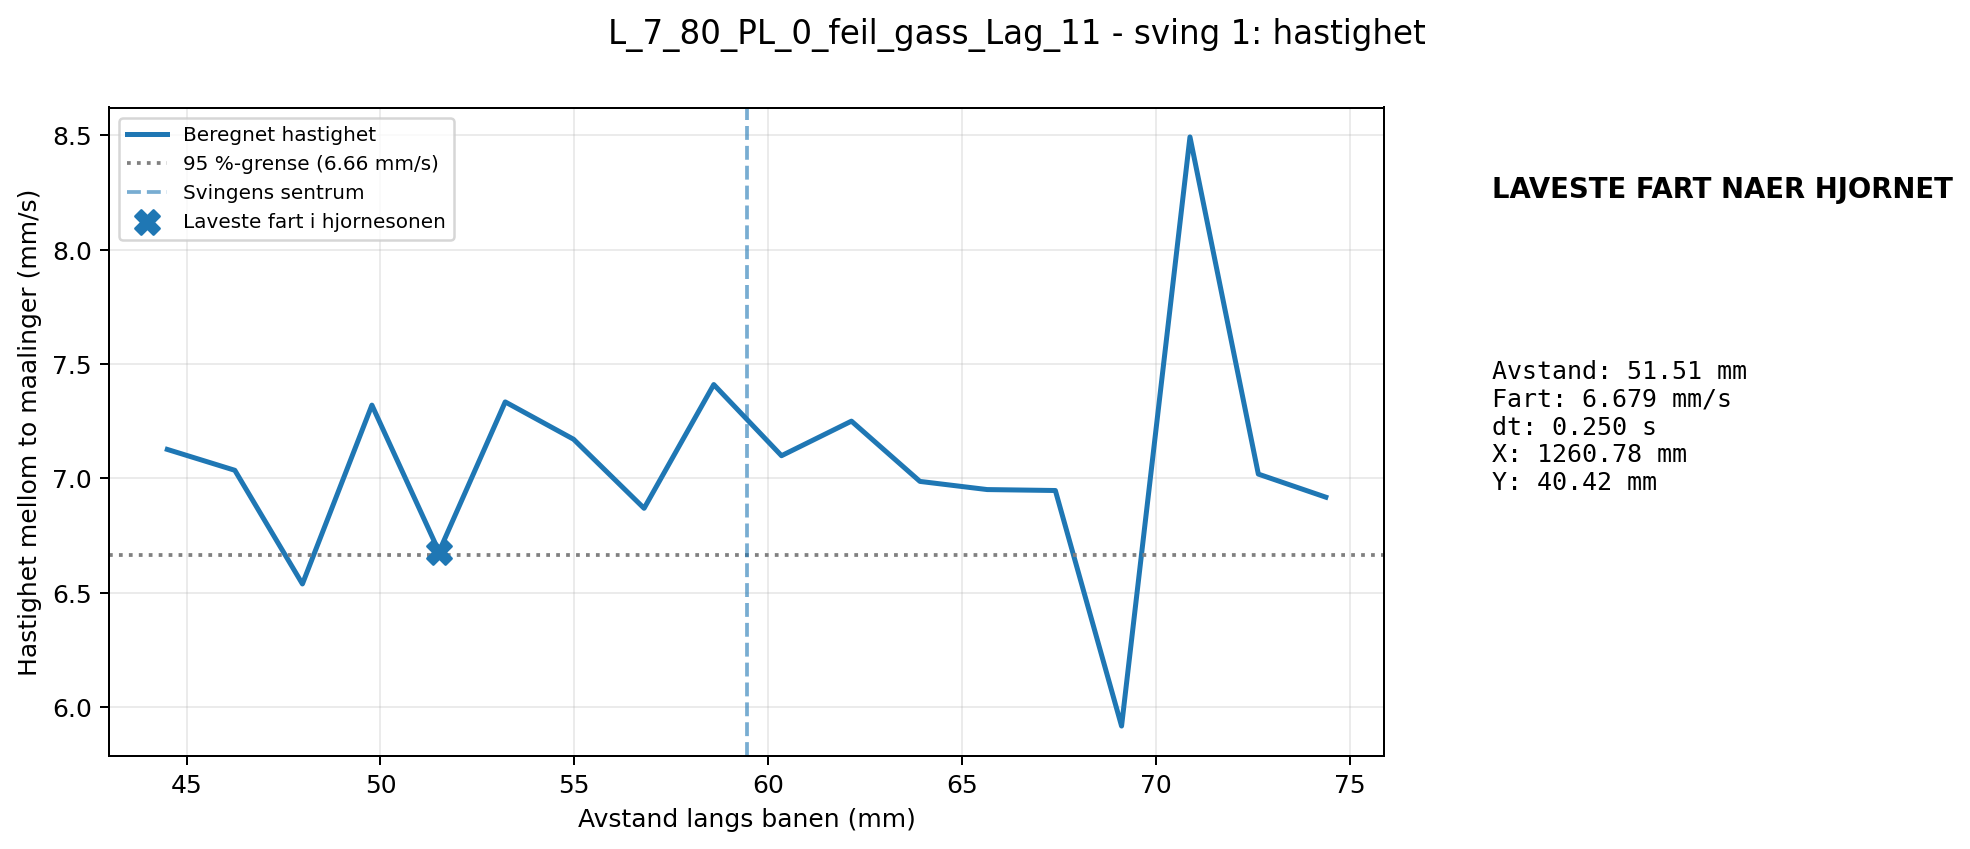 L_7_80_PL_0_feil_gass_Lag_11 - sving 1: hastighet
Hastighet mellom to maalinger (mm/s)
8.5
8.0
7.5
7.0
6.5
6.0
Beregnet hastighet
95 %-grense (6.66 mm/s)
Svingens sentrum
Laveste fart i hjornesonen
45 50 55 60 65 70 75
Avstand langs banen (mm)
LAVESTE FART NAER HJORNET
Avstand: 51.51 mm
Fart: 6.679 mm/s
dt: 0.250 s
X: 1260.78 mm
Y: 40.42 mm